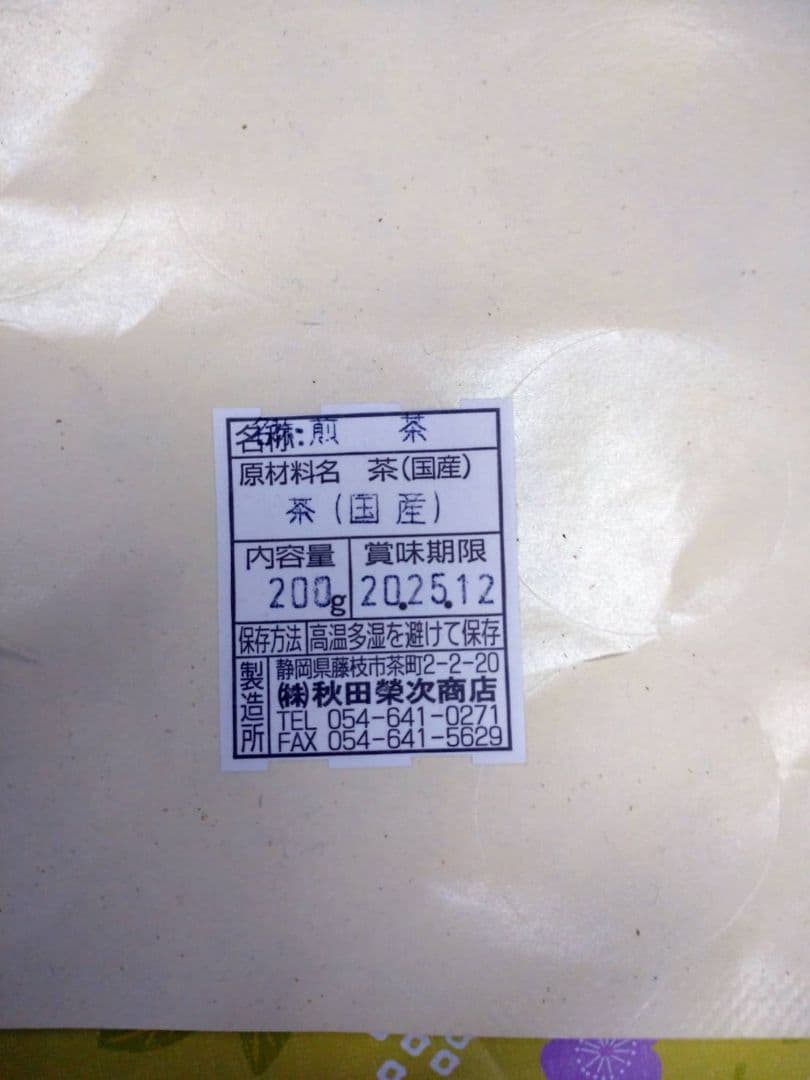 名称: 煎 茶
原材料名 茶(国産)
茶(国産)
内容量 賞味期限
200g 20.25.12
保存方法 高温多湿を避けて保存
製造所 静岡県藤枝市茶町2-2-20
(株)秋田榮次商店
TEL 054-641-0271
FAX 054-641-5629